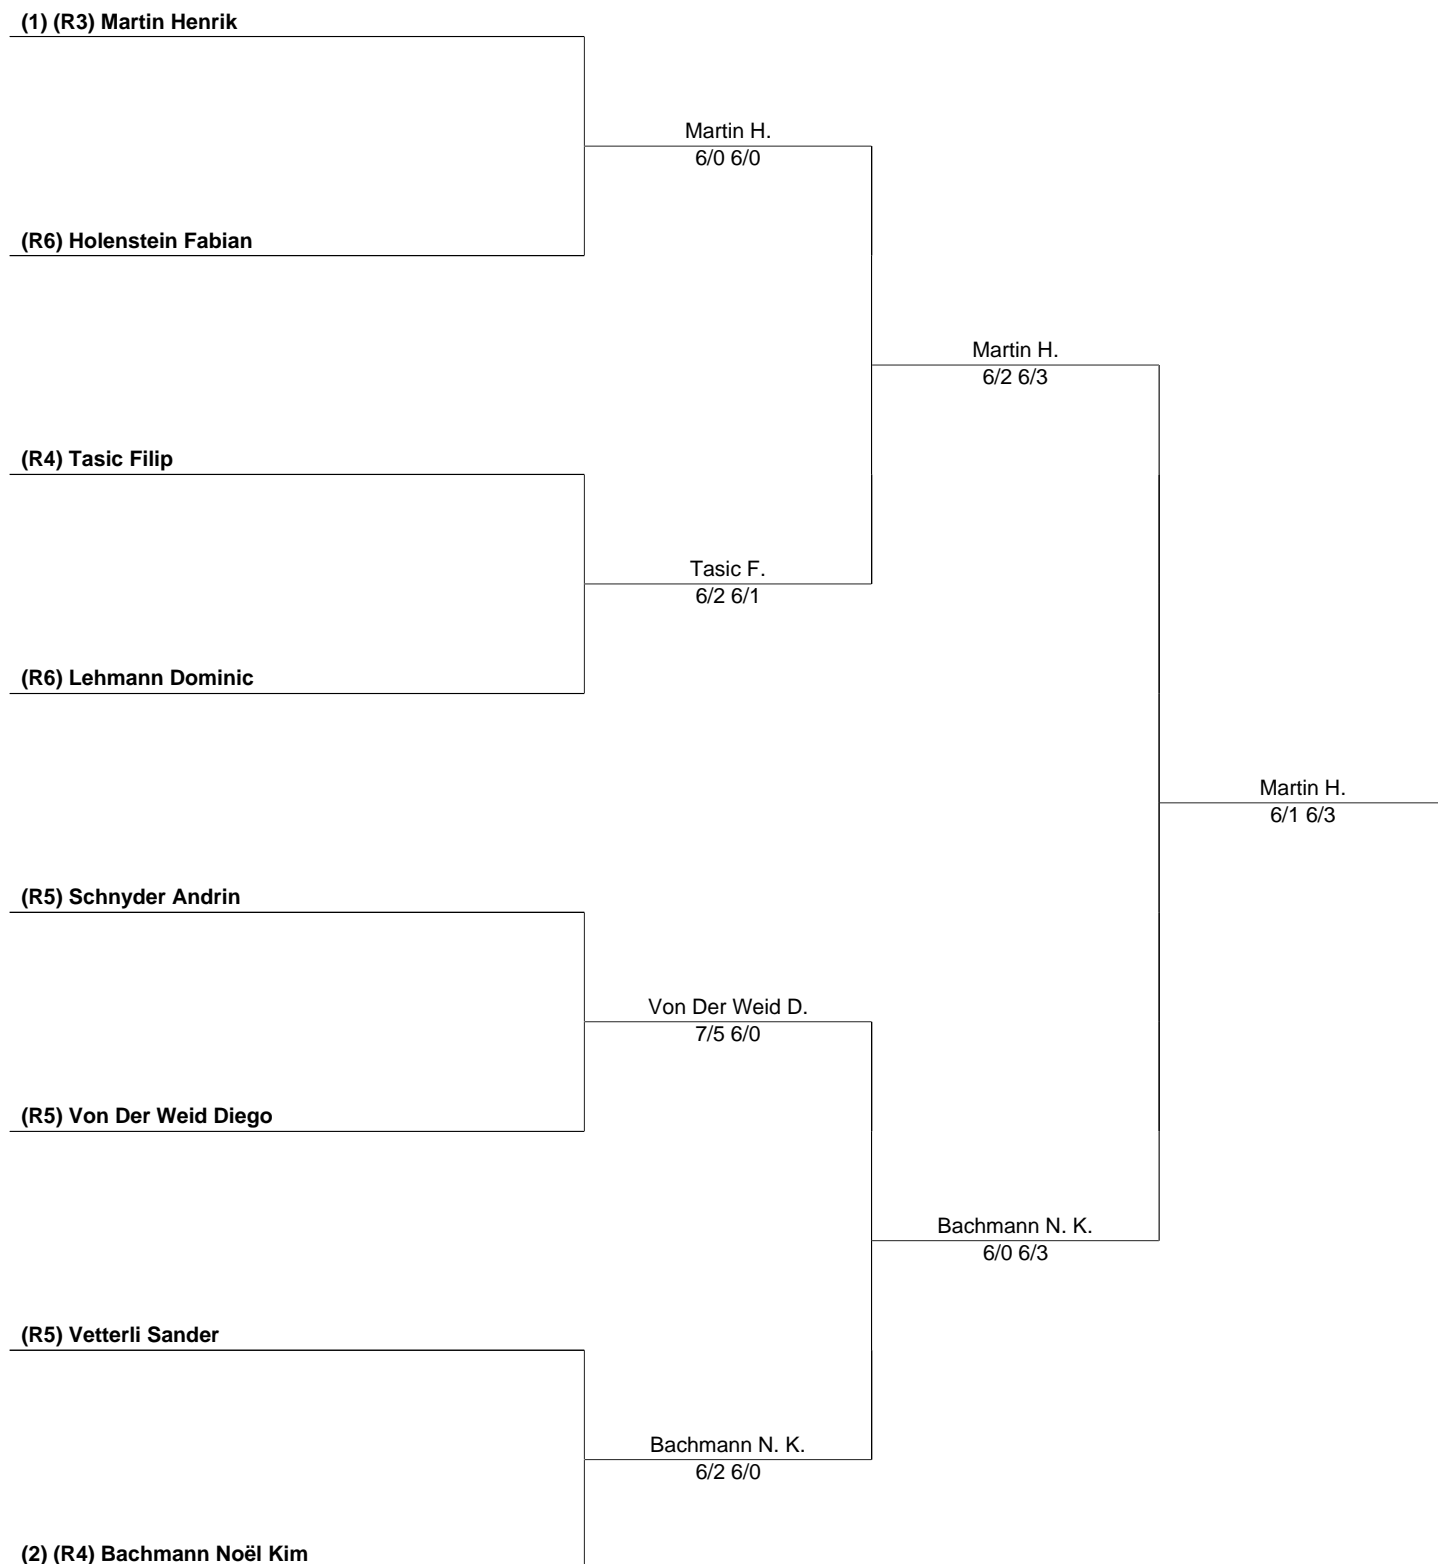 (1) (R3) Martin Henrik
Martin H.
6/0 6/0
(R6) Holenstein Fabian
Martin H.
6/2 6/3
(R4) Tasic Filip
Tasic F.
6/2 6/1
(R6) Lehmann Dominic
Martin H.
6/1 6/3
(R5) Schnyder Andrin
Von Der Weid D.
7/5 6/0
(R5) Von Der Weid Diego
Bachmann N. K.
6/0 6/3
(R5) Vetterli Sander
Bachmann N. K.
6/2 6/0
(2) (R4) Bachmann Noël Kim